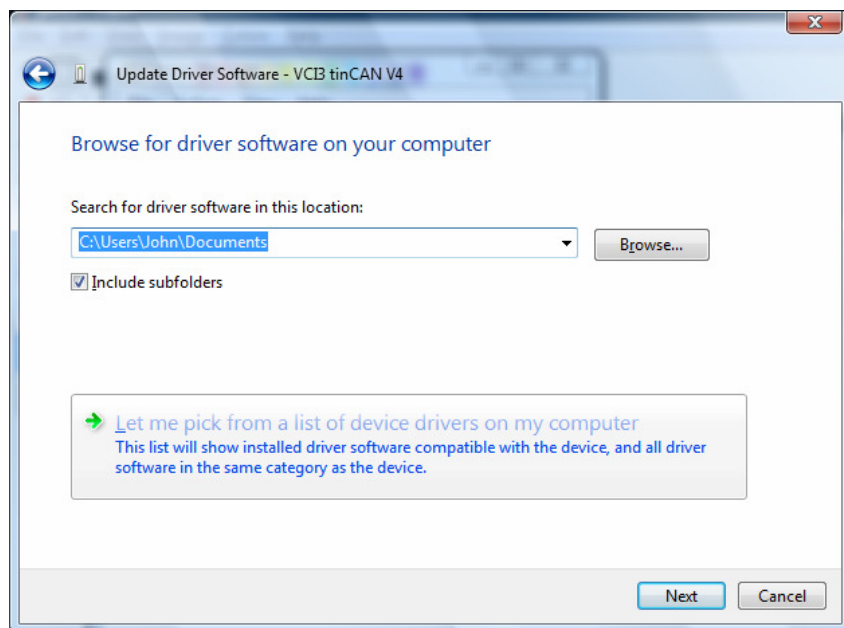 Update Driver Software - VCI3 tinCAN V4
Browse for driver software on your computer
Search for driver software in this location:
C:\Users\John\Documents
Browse...
Include subfolders
Let me pick from a list of device drivers on my computer
This list will show installed driver software compatible with the device, and all driver
software in the same category as the device.
Next
Cancel